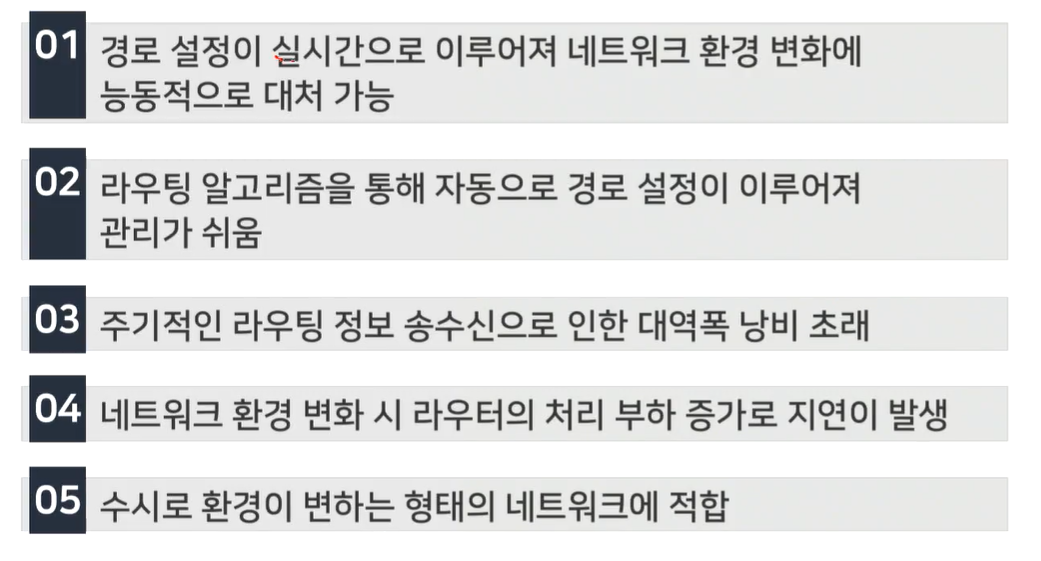 01
경로 설정이 실시간으로 이루어져 네트워크 환경 변화에
능동적으로 대처 가능
02
라우팅 알고리즘을 통해 자동으로 경로 설정이 이루어져
관리가 쉬움
03
주기적인 라우팅 정보 송수신으로 인한 대역폭 낭비 초래
04
네트워크 환경 변화 시 라우터의 처리 부하 증가로 지연이 발생
05
수시로 환경이 변하는 형태의 네트워크에 적합